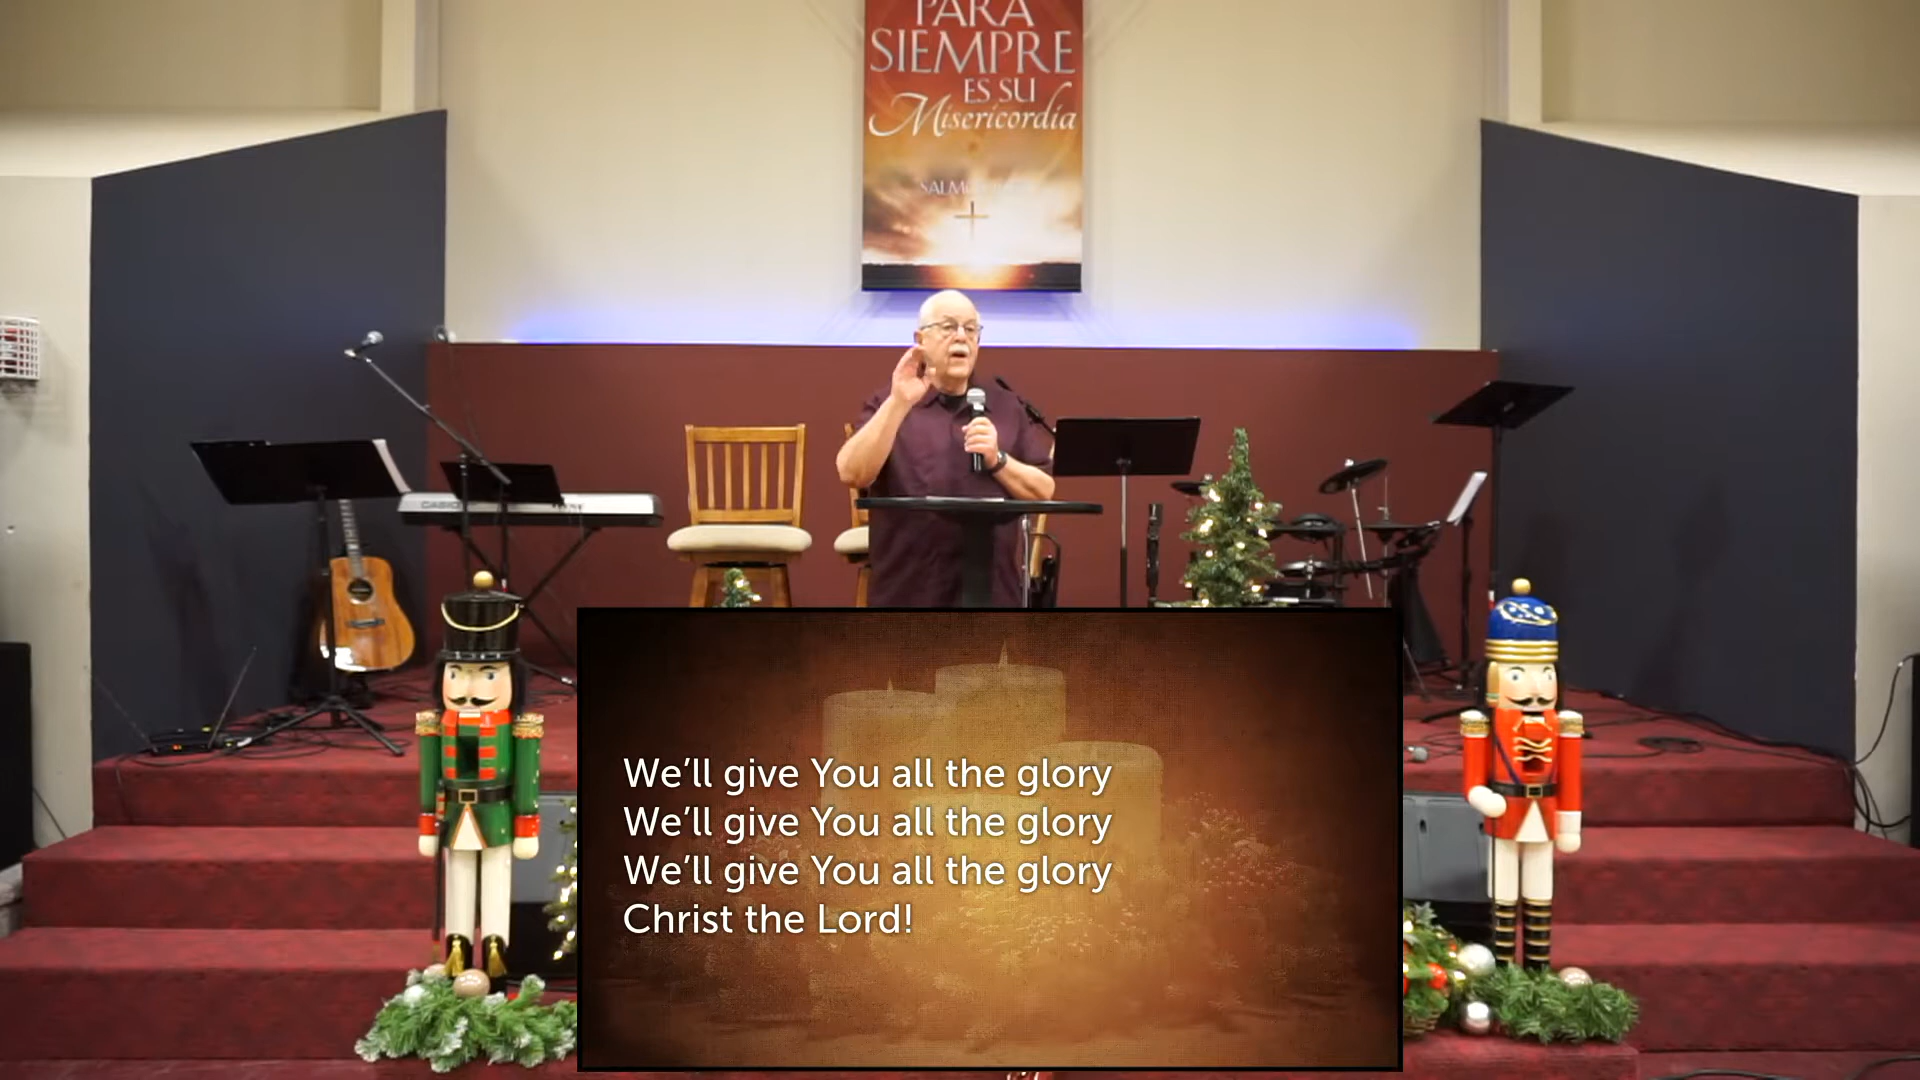 PARA
SIEMPRE
ES SU
Misericordia
CASIO
We’ll give You all the glory
We’ll give You all the glory
We’ll give You all the glory
Christ the Lord!